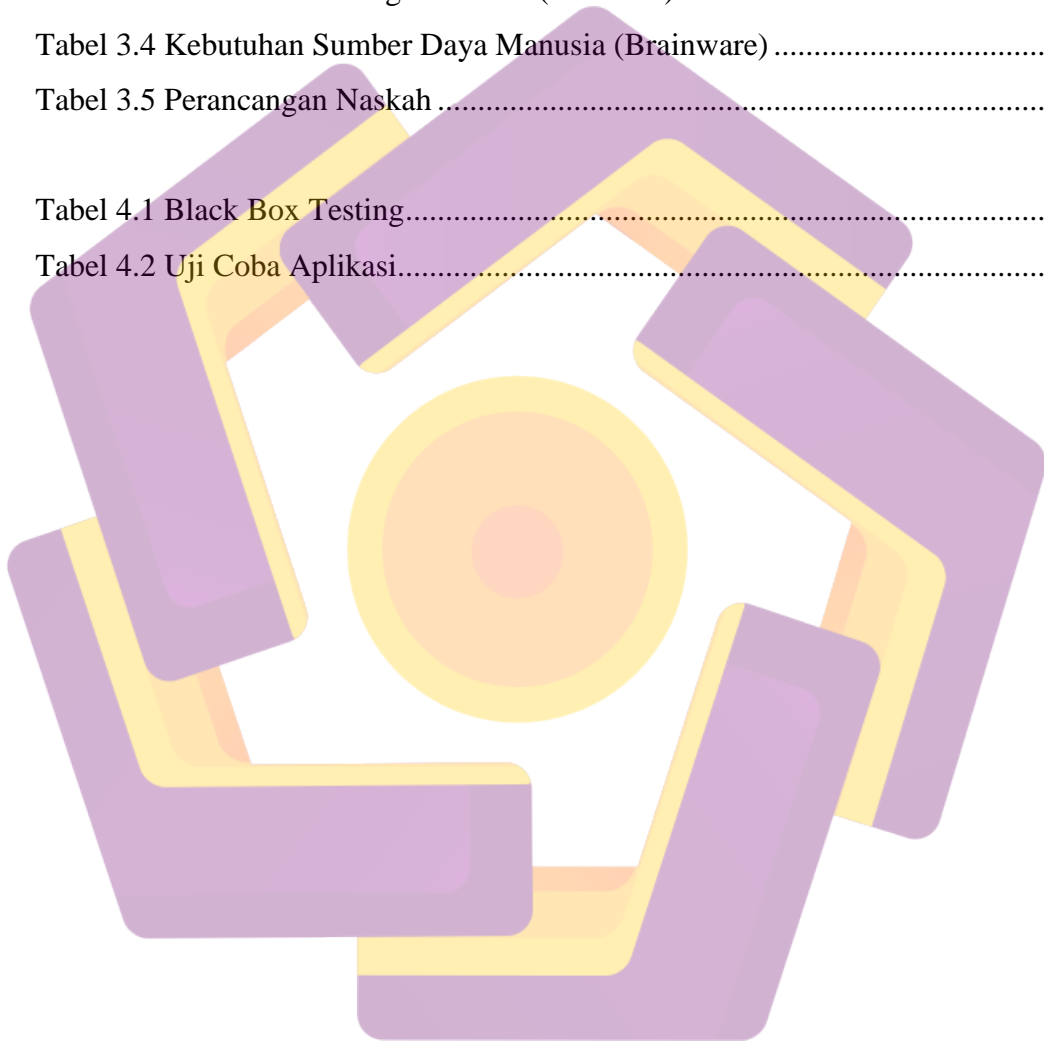 Tabel 3.4 Kebutuhan Sumber Daya Manusia (Brainware) ..................................
Tabel 3.5 Perancangan Naskah ............................................................................
Tabel 4.1 Black Box Testing................................................................................
Tabel 4.2 Uji Coba Aplikasi.................................................................................